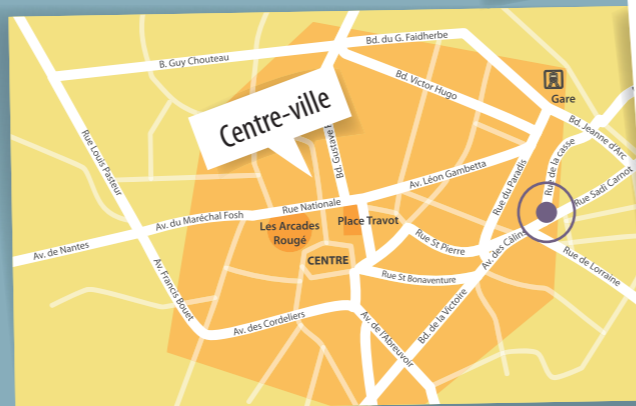 Bd. du G. Faidherbe
B. Guy Chouteau
Bd. Victor Hugo
Gare
Centre-ville
Bd. Jeanne d'Arc
Rue Louis Pasteur
Bd. Gustave
Rue de la casse
Av. Léon Gambetta
Rue du Paradis
Rue Sadi Carnot
Rue Nationale
Av. du Maréchal Fosh
Les Arcades
Rougé
Place Travot
Av. de Nantes
Rue St Pierre
Av. des Câlins
Rue de Lorraine
CENTRE
Rue St Bonaventure
Av. Francis Bouet
Bd. de la Victoire
Av. des Cordeliers
Av. de l'Abreuvoir